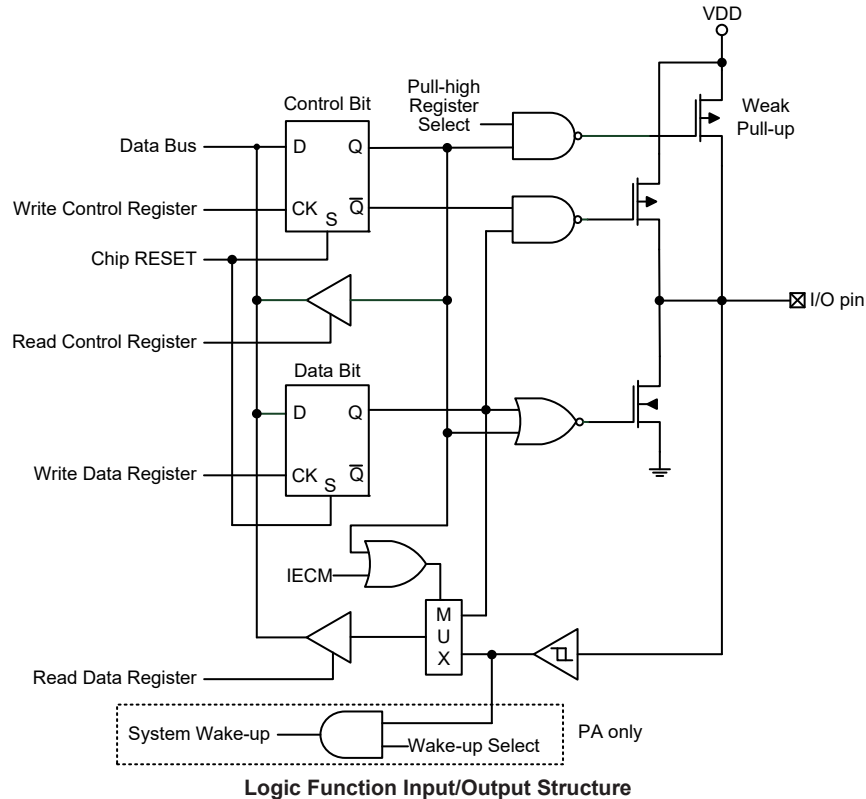 VDD
Pull-high
Register
Select
Weak
Pull-up
Control Bit
Data Bus
D
Q
Write Control Register
CK
S
Q̅
Chip RESET
I/O pin
Read Control Register
Data Bit
D
Q
Write Data Register
CK
S
Q̅
IECM
M
U
X
Read Data Register
System Wake-up
Wake-up Select
PA only
Logic Function Input/Output Structure